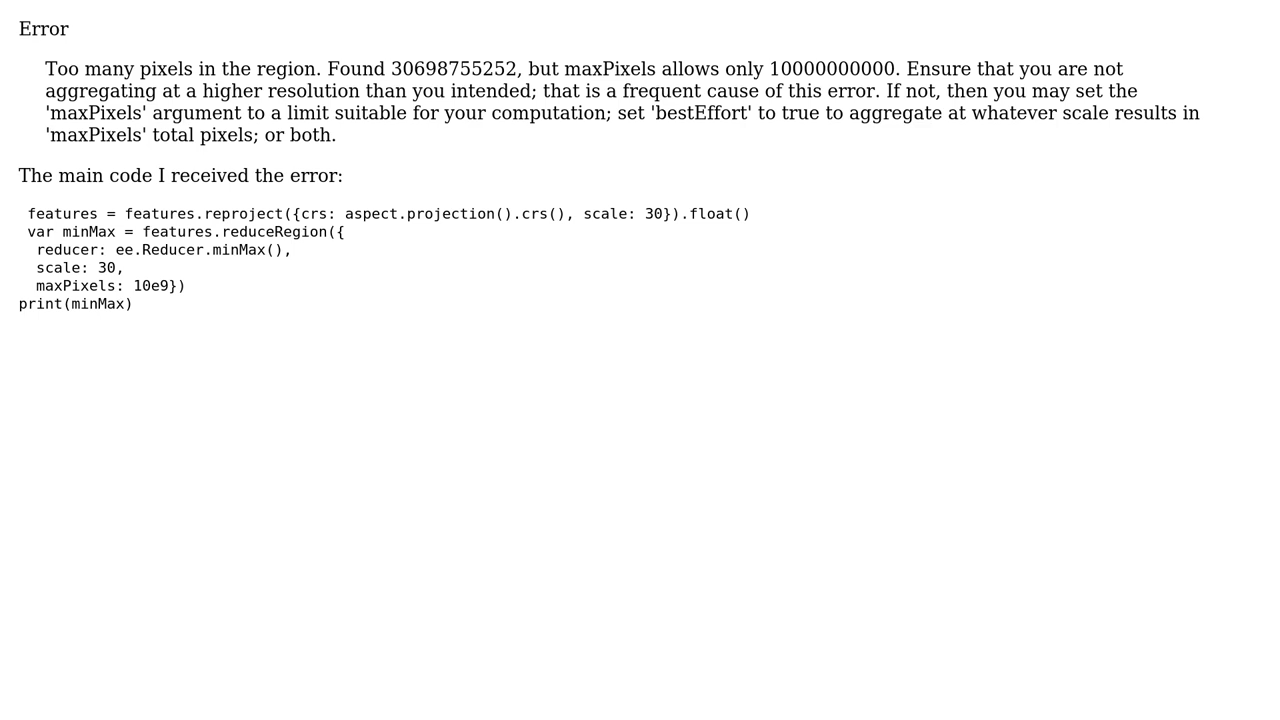 Error
Too many pixels in the region. Found 30698755252, but maxPixels allows only 10000000000. Ensure that you are not
aggregating at a higher resolution than you intended; that is a frequent cause of this error. If not, then you may set the
'maxPixels' argument to a limit suitable for your computation; set 'bestEffort' to true to aggregate at whatever scale results in
'maxPixels' total pixels; or both.
The main code I received the error:
features = features.reproject({crs: aspect.projection().crs(), scale: 30}).float()
var minMax = features.reduceRegion({
reducer: ee.Reducer.minMax(),
scale: 30,
maxPixels: 10e9})
print(minMax)